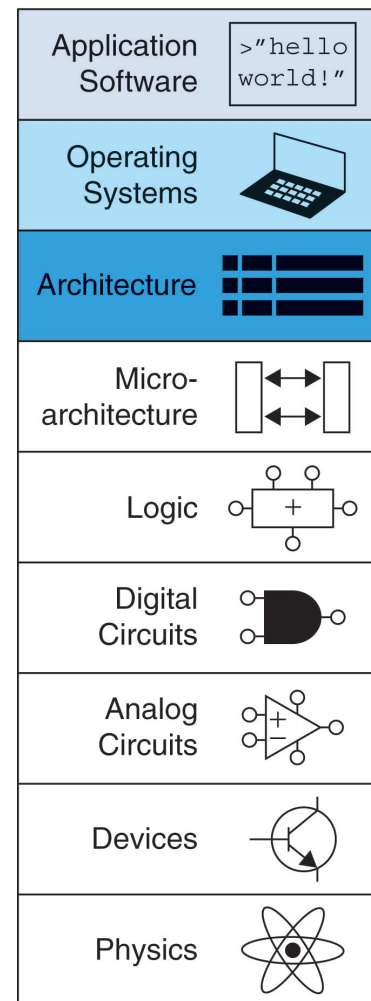 Application
Software
>"hello
world!"
Operating
Systems
Architecture
Micro-
architecture
Logic
+
Digital
Circuits
Analog
Circuits
+
−
Devices
Physics